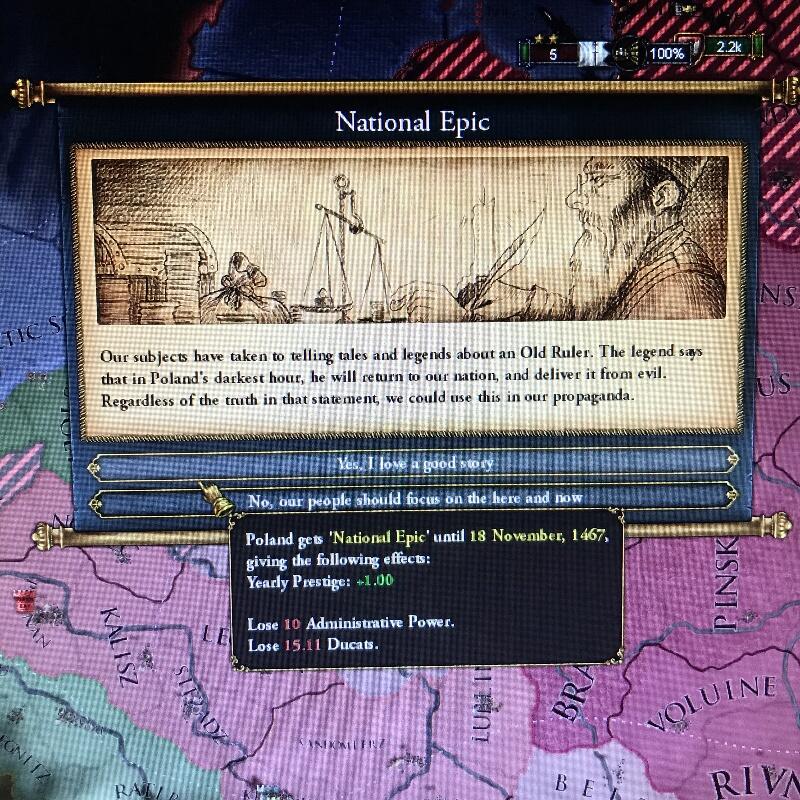 5
100%
2.2k
National Epic
Our subjects have taken to telling tales and legends about an Old Ruler. The legend says
that in Poland's darkest hour, he will return to our nation, and deliver it from evil.
Regardless of the truth in that statement, we could use this in our propaganda.
Yes, I love a good story
No, our people should focus on the here and now
Poland gets 'National Epic' until 18 November, 1467,
giving the following effects:
Yearly Prestige: +1.00
Lose 10 Administrative Power.
Lose 15.11 Ducats.
KALISZ
SIERADZ
SANDOMIERZ
PINSK
VOLUINE